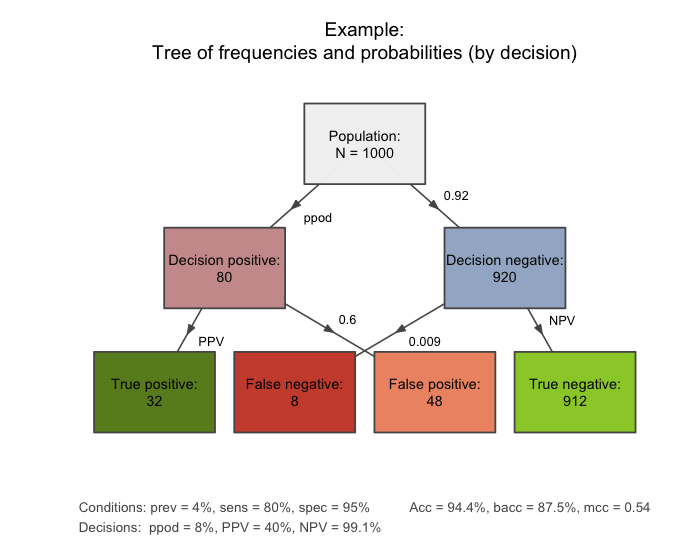 Example:
Tree of frequencies and probabilities (by decision)
Population:
N = 1000
0.92
ppod
Decision positive:
80
Decision negative:
920
0.6
NPV
PPV
0.009
True positive:
32
False negative:
8
False positive:
48
True negative:
912
Conditions: prev = 4%, sens = 80%, spec = 95%
Acc = 94.4%, bacc = 87.5%, mcc = 0.54
Decisions:  ppod = 8%, PPV = 40%, NPV = 99.1%